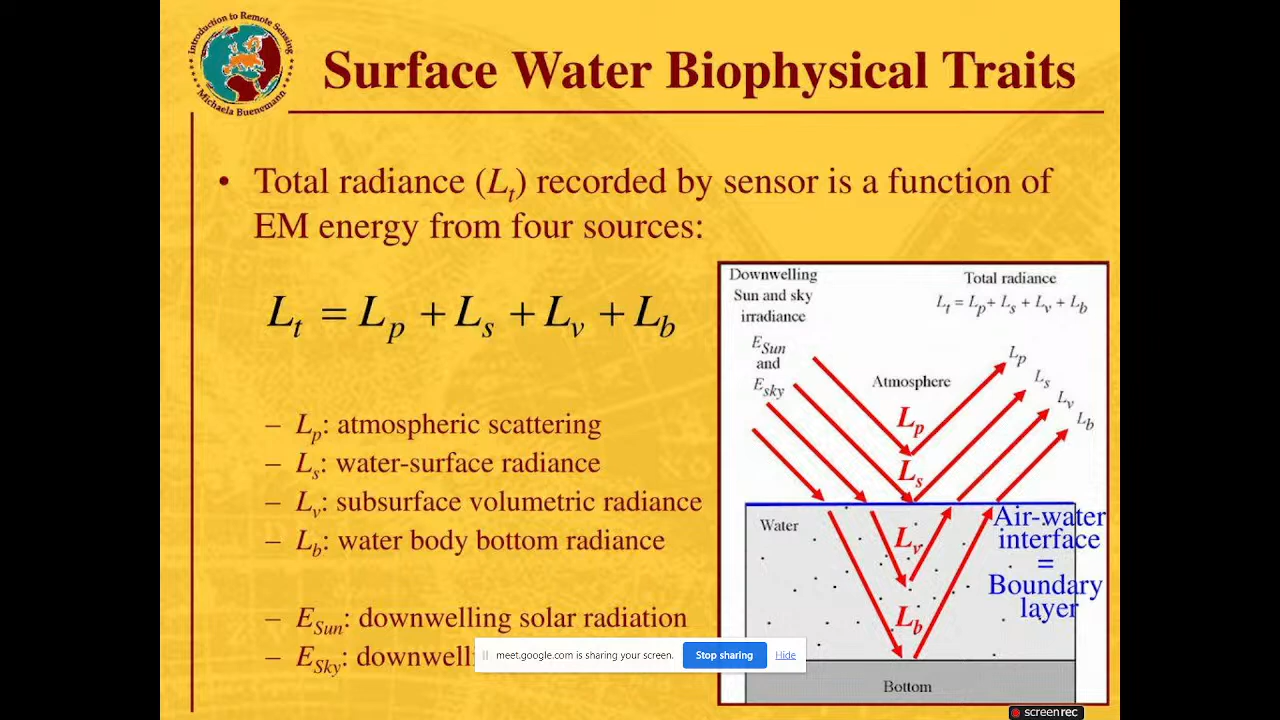 Introduction to Remote Sensing
Michaela Buenemann
Surface Water Biophysical Traits
• Total radiance (Lt) recorded by sensor is a function of
EM energy from four sources:
Lt = Lp + Ls + Lv + Lb
– Lp: atmospheric scattering
– Ls: water-surface radiance
– Lv: subsurface volumetric radiance
– Lb: water body bottom radiance
– ESun: downwelling solar radiation
– ESky:
Downwelling
Sun and sky
irradiance
ESun
and
Esky
Total radiance
Lt = Lp + Ls + Lv + Lb
Atmosphere
Lp
Ls
Lv
Lb
Lp
Ls
Water
Lv
Lb
Air-water
interface
=
Boundary
layer
Bottom
meet.google.com is sharing your screen.
Stop sharing
Hide
screenrec